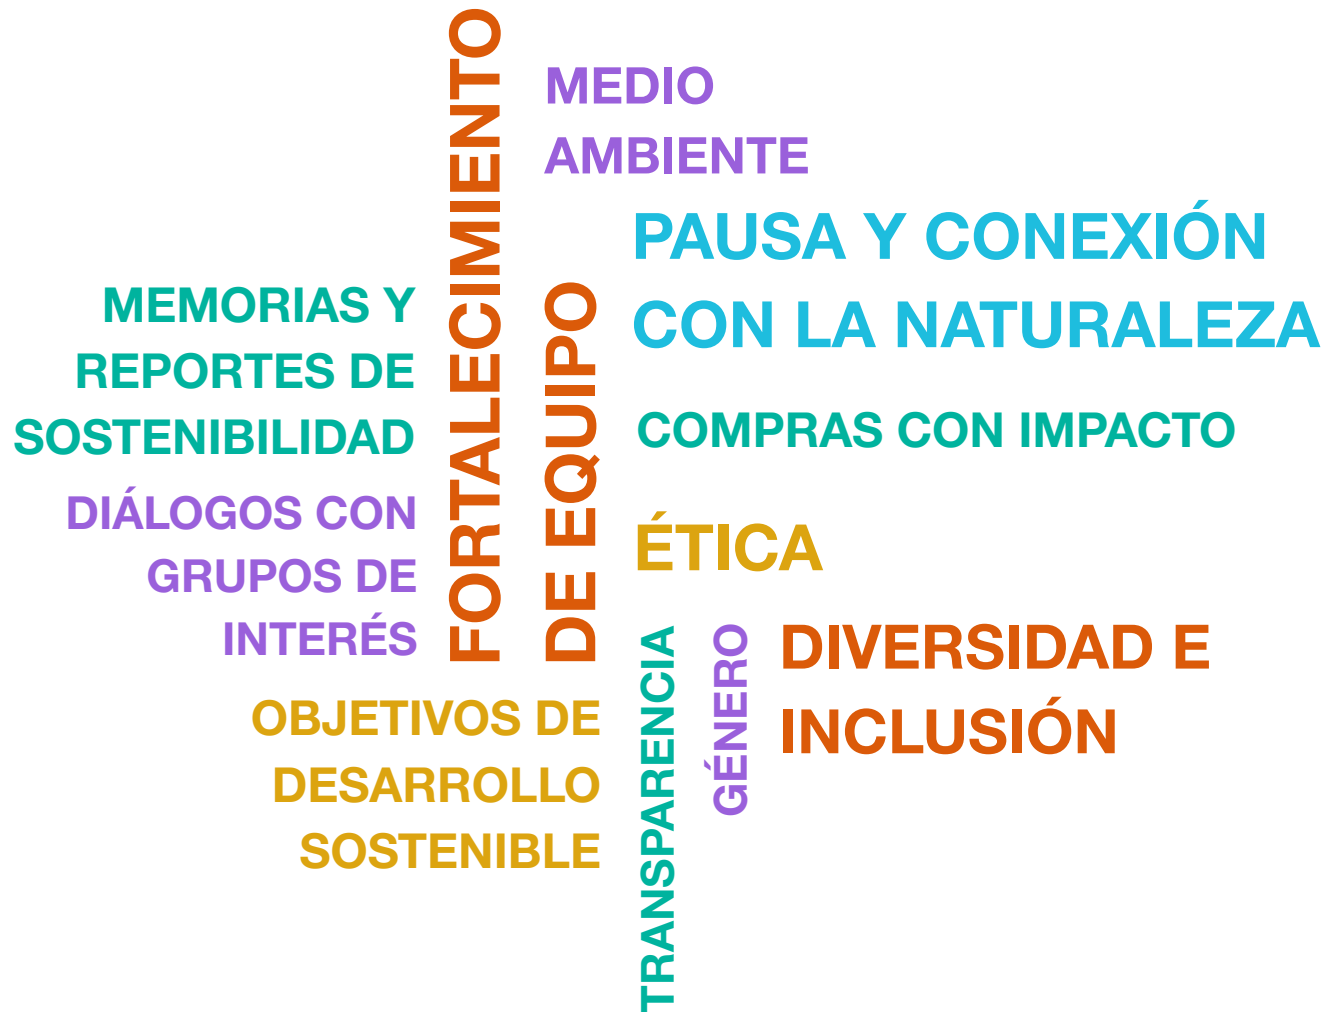 FORTALECIMIENTO
DE EQUIPO
MEDIO
AMBIENTE
PAUSA Y CONEXIÓN
CON LA NATURALEZA
MEMORIAS Y
REPORTES DE
SOSTENIBILIDAD
COMPRAS CON IMPACTO
DIÁLOGOS CON
GRUPOS DE
INTERÉS
ÉTICA
DIVERSIDAD E
INCLUSIÓN
GÉNERO
TRANSPARENCIA
OBJETIVOS DE
DESARROLLO
SOSTENIBLE